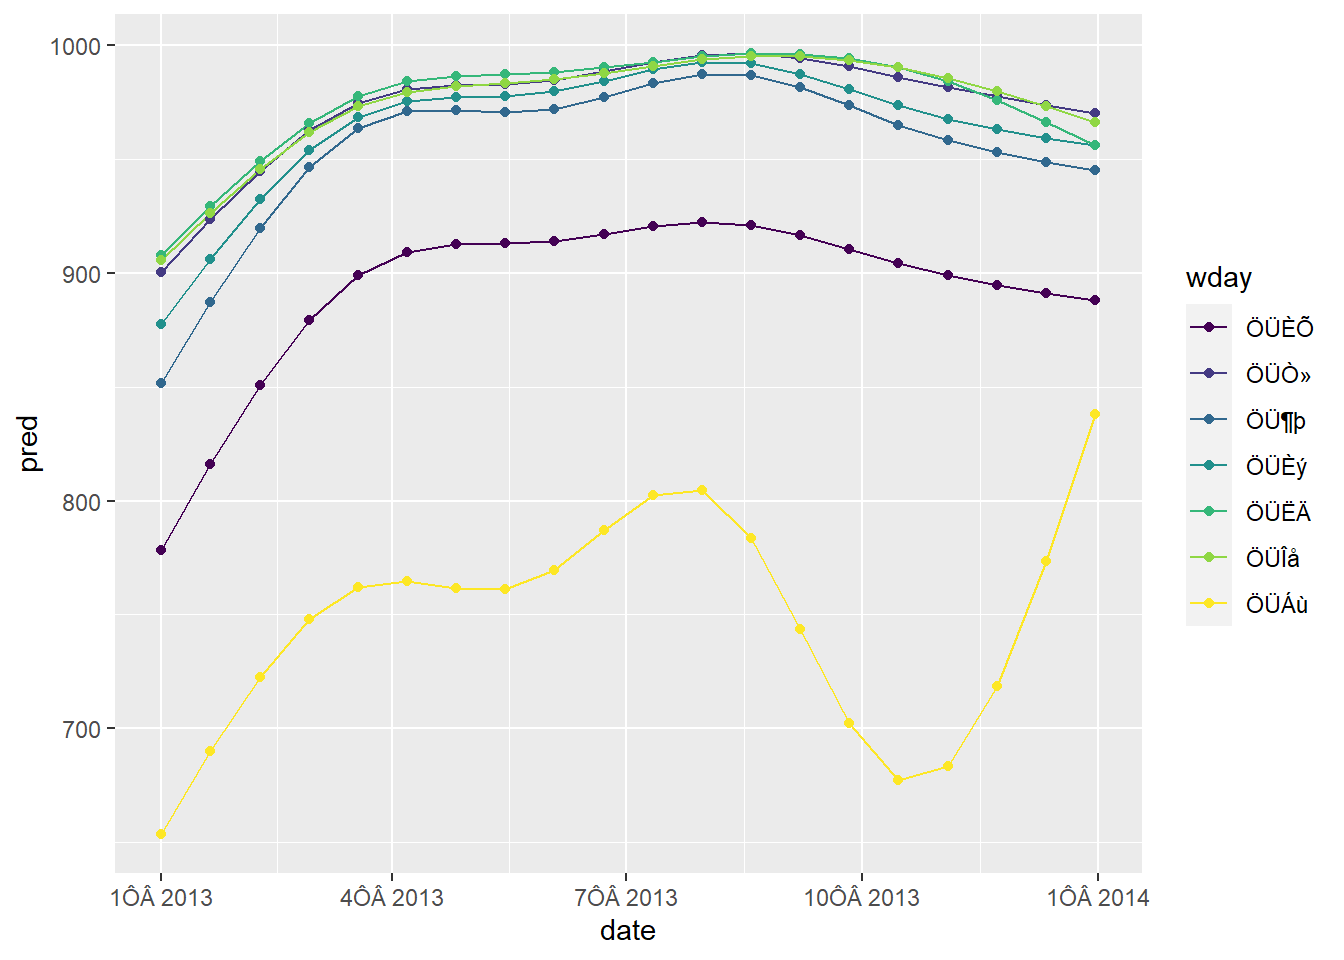 1000
900
800
700
pred
1ÔÂ 2013
4ÔÂ 2013
7ÔÂ 2013
10ÔÂ 2013
1ÔÂ 2014
date
wday
ÖÜÈÕ
ÖÜÒ»
ÖÜ¶þ
ÖÜÈý
ÖÜËÄ
ÖÜÎå
ÖÜÁù